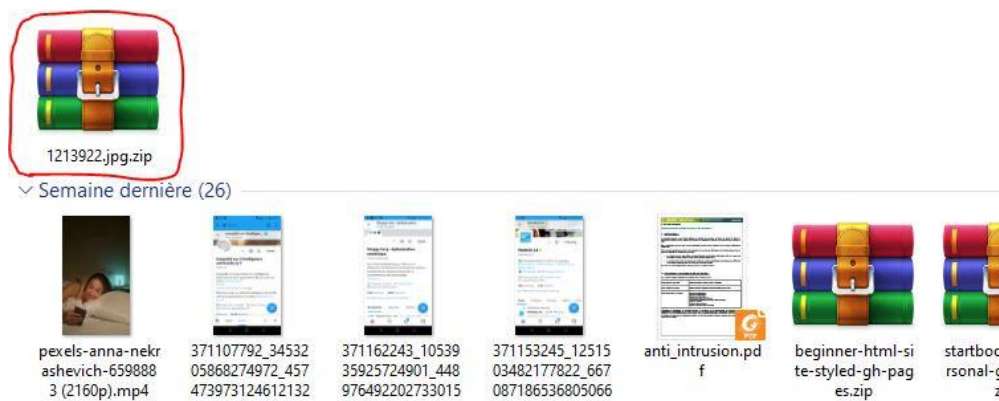 1213922.jpg.zip
Semaine dernière (26)
pexels-anna-nekr
ashevich-659888
3 (2160p).mp4
371107792_34532
05868274972_457
473973124612132
371162243_10539
35925724901_448
976492202733015
371153245_12515
03482177822_667
087186536805066
anti_intrusion.pd
f
beginner-html-si
te-styled-gh-pag
es.zip
startboo
rsonal-g
z